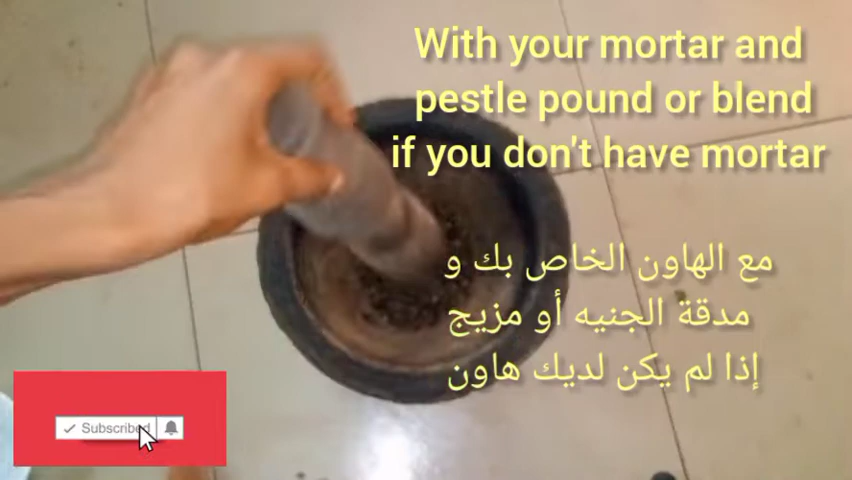 With your mortar and
pestle pound or blend
if you don't have mortar
مع الهاون الخاص بك و
مدقة الجنيه أو مزيج
إذا لم يكن لديك هاون
Subscribed